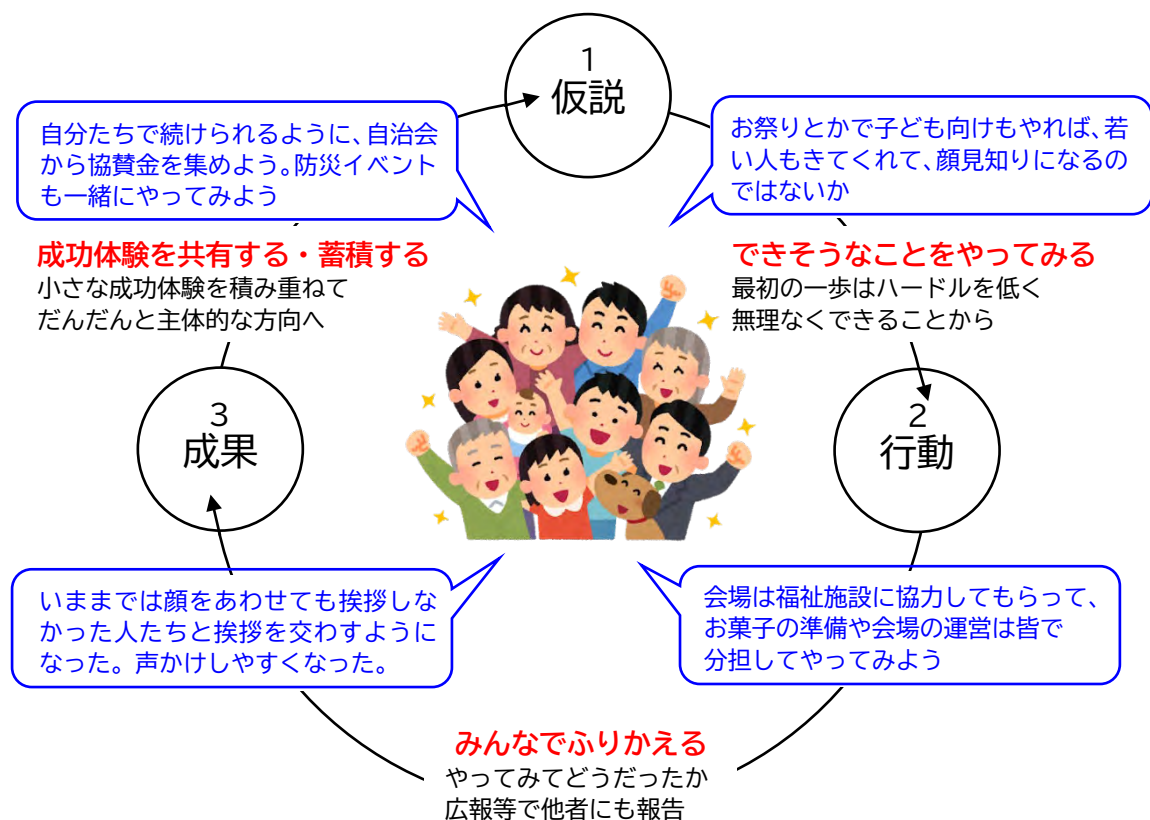 1
仮説
お祭りとかで子ども向けもやれば、若
い人もきてくれて、顔見知りになるの
ではないか
できそうなことをやってみる
最初の一歩はハードルを低く
無理なくできることから
2
行動
会場は福祉施設に協力してもらって、
お菓子の準備や会場の運営は皆で
分担してやってみよう
みんなでふりかえる
やってみてどうだったか
広報等で他者にも報告
いままでは顔をあわせても挨拶しな
かった人たちと挨拶を交わすように
なった。声かけしやすくなった。
3
成果
成功体験を共有する・蓄積する
小さな成功体験を積み重ねて
だんだんと主体的な方向へ
自分たちで続けられるように、自治会
から協賛金を集めよう。防災イベント
も一緒にやってみよう